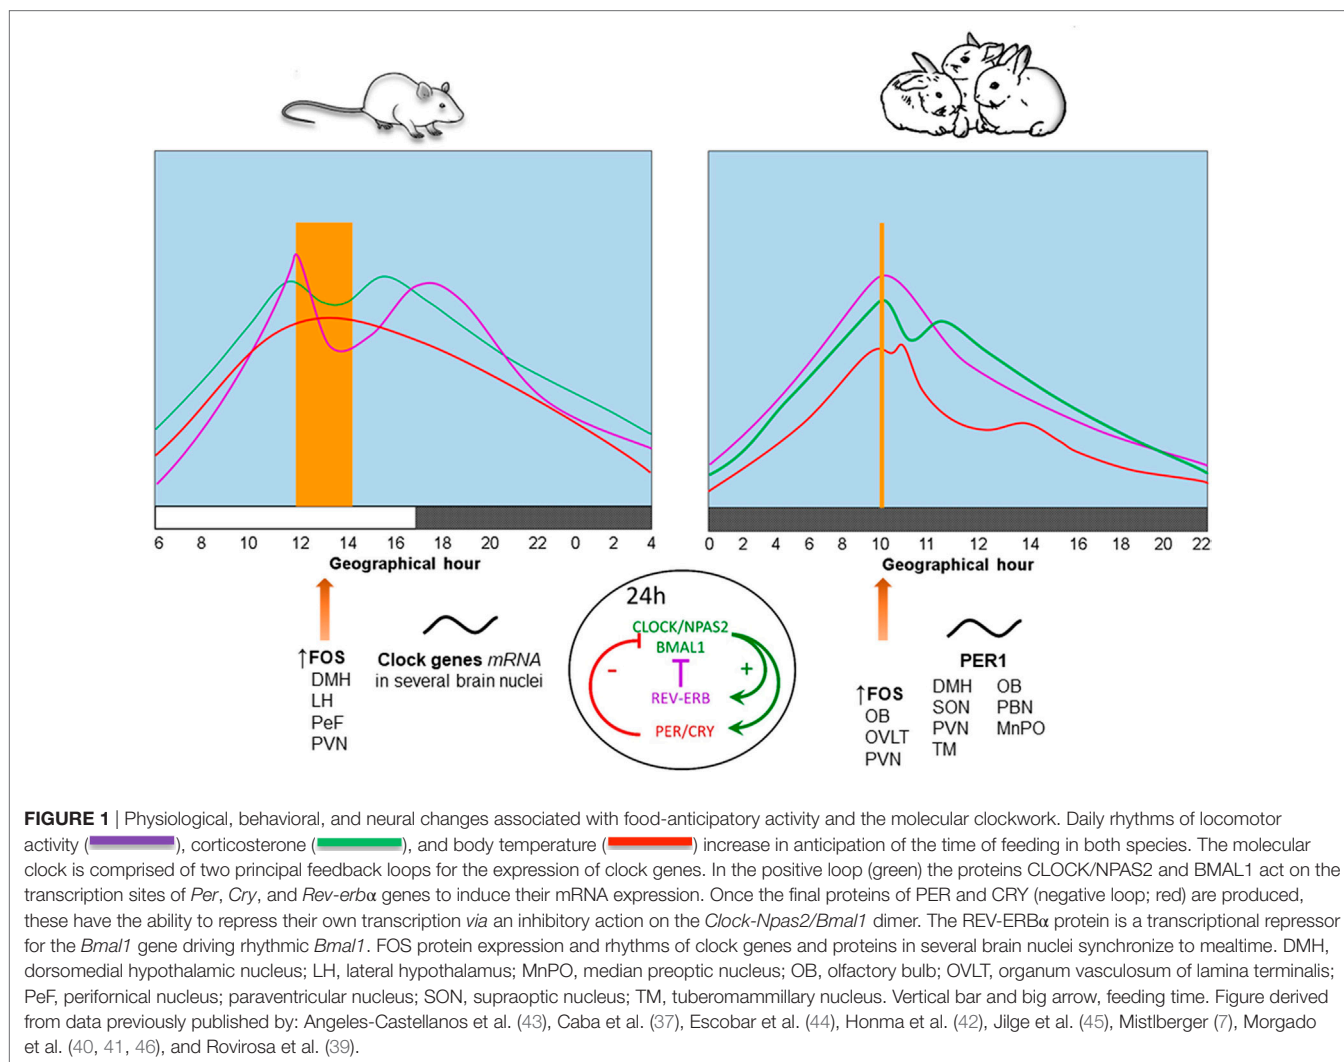 6 8 10 12 14 16 20 22 0 2 4
Geographical hour
0 2 4 6 8 10 11 12 14 16 18 20 22
Geographical hour
↑FOS
DMH
LH
PeF
PVN
Clock genes mRNA
in several brain nuclei
24h
CLOCK/NPAS2
BMAL1
- +
REV-ERB
PER/CRY
↑FOS
OB
OVLT
PVN
PER1
DMH OB
SON PBN
PVN MnPO
TM
FIGURE 1 | Physiological, behavioral, and neural changes associated with food-anticipatory activity and the molecular clockwork. Daily rhythms of locomotor
activity (), corticosterone (), and body temperature () increase in anticipation of the time of feeding in both species. The molecular
clock is comprised of two principal feedback loops for the expression of clock genes. In the positive loop (green) the proteins CLOCK/NPAS2 and BMAL1 act on the
transcription sites of Per, Cry, and Rev-erbα genes to induce their mRNA expression. Once the final proteins of PER and CRY (negative loop; red) are produced,
these have the ability to repress their own transcription via an inhibitory action on the Clock-Npas2/Bmal1 dimer. The REV-ERBα protein is a transcriptional repressor
for the Bmal1 gene driving rhythmic Bmal1. FOS protein expression and rhythms of clock genes and proteins in several brain nuclei synchronize to mealtime. DMH,
dorsomedial hypothalamic nucleus; LH, lateral hypothalamus; MnPO, median preoptic nucleus; OB, olfactory bulb; OVLT, organum vasculosum of lamina terminalis;
PeF, perifornical nucleus; paraventricular nucleus; SON, supraoptic nucleus; TM, tuberomammillary nucleus. Vertical bar and big arrow, feeding time. Figure derived
from data previously published by: Angeles-Castellanos et al. (43), Caba et al. (37), Escobar et al. (44), Honma et al. (42), Jilge et al. (45), Mistlberger (7), Morgado
et al. (40, 41, 46), and Rovirosa et al. (39).